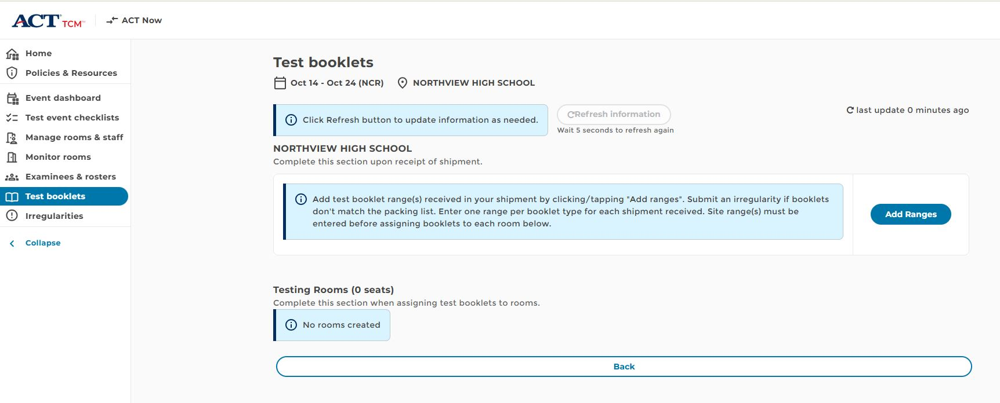 ACT® TCM™
ACT Now
Home
Policies & Resources
Event dashboard
Test event checklists
Manage rooms & staff
Monitor rooms
Examinees & rosters
Test booklets
Irregularities
Collapse
Test booklets
Oct 14 - Oct 24 (NCR) NORTHVIEW HIGH SCHOOL
Click Refresh button to update information as needed.
Refresh information
Wait 5 seconds to refresh again
last update 0 minutes ago
NORTHVIEW HIGH SCHOOL
Complete this section upon receipt of shipment.
Add test booklet range(s) received in your shipment by clicking/tapping "Add ranges". Submit an irregularity if booklets
don't match the packing list. Enter one range per booklet type for each shipment received. Site range(s) must be
entered before assigning booklets to each room below.
Add Ranges
Testing Rooms (0 seats)
Complete this section when assigning test booklets to rooms.
No rooms created
Back